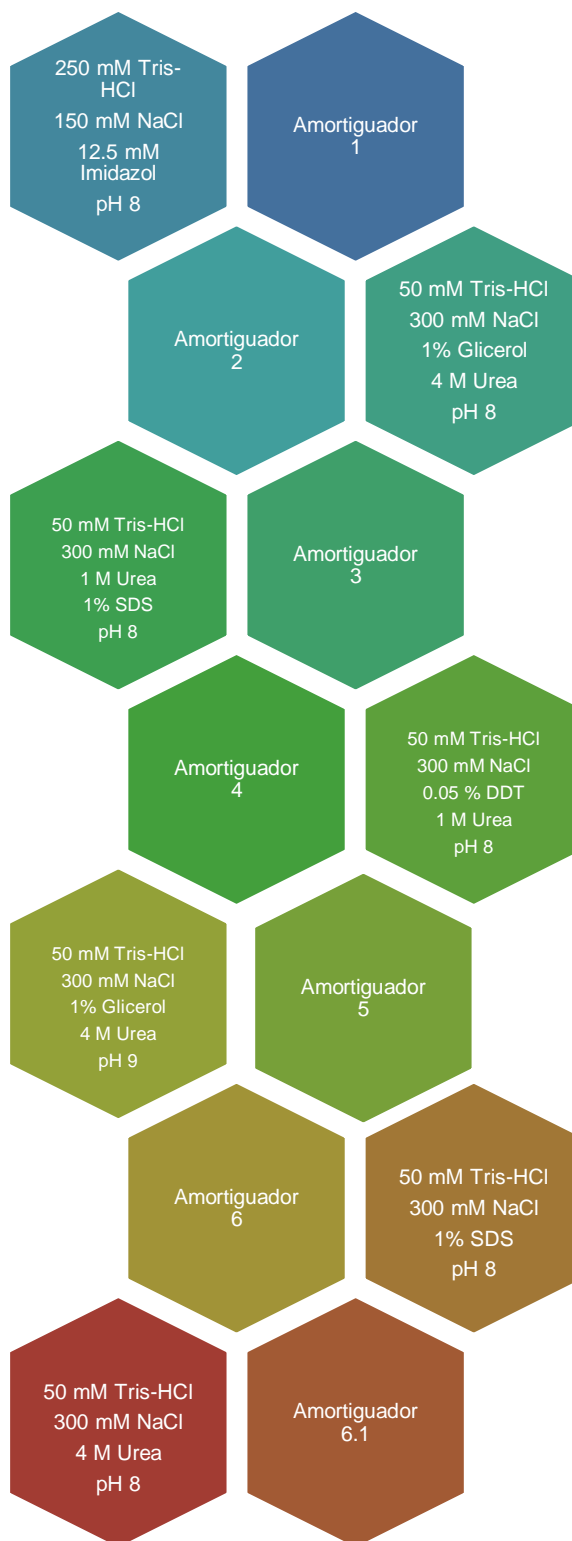 250 mM Tris-
HCl
150 mM NaCl
12.5 mM
Imidazol
pH 8
Amortiguador
1
Amortiguador
2
50 mM Tris-HCl
300 mM NaCl
1% Glicerol
4 M Urea
pH 8
50 mM Tris-HCl
300 mM NaCl
1 M Urea
1% SDS
pH 8
Amortiguador
3
Amortiguador
4
50 mM Tris-HCl
300 mM NaCl
0.05 % DDT
1 M Urea
pH 8
50 mM Tris-HCl
300 mM NaCl
1% Glicerol
4 M Urea
pH 9
Amortiguador
5
Amortiguador
6
50 mM Tris-HCl
300 mM NaCl
1% SDS
pH 8
50 mM Tris-HCl
300 mM NaCl
4 M Urea
pH 8
Amortiguador
6.1